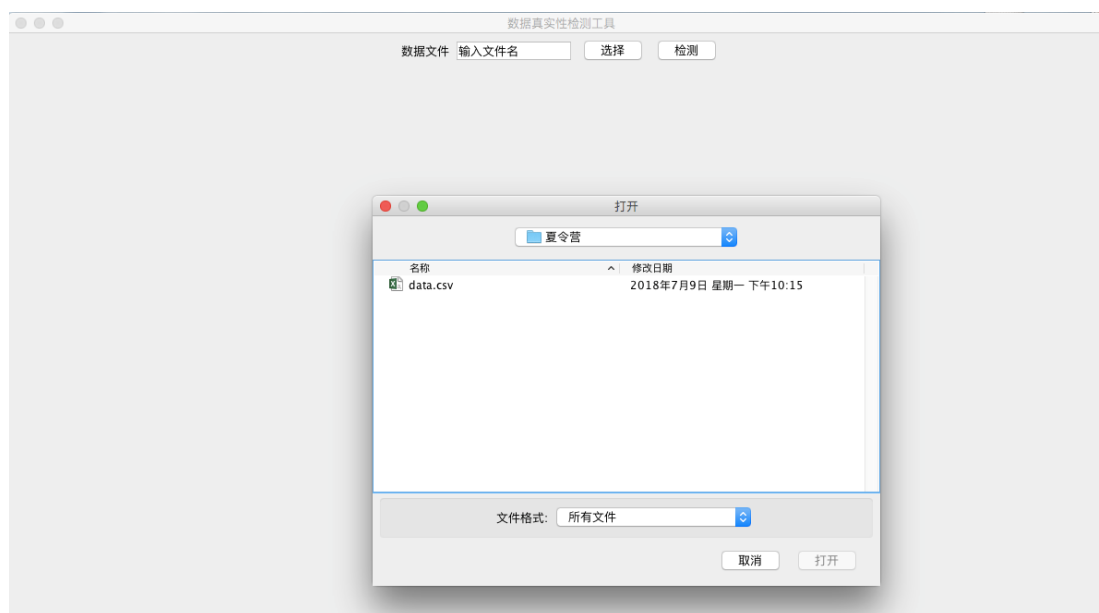 数据真实性检测工具
数据文件 输入文件名 选择 检测
打开
夏令营
名称 修改日期
data.csv 2018年7月9日 星期一 下午10:15
文件格式: 所有文件
取消 打开